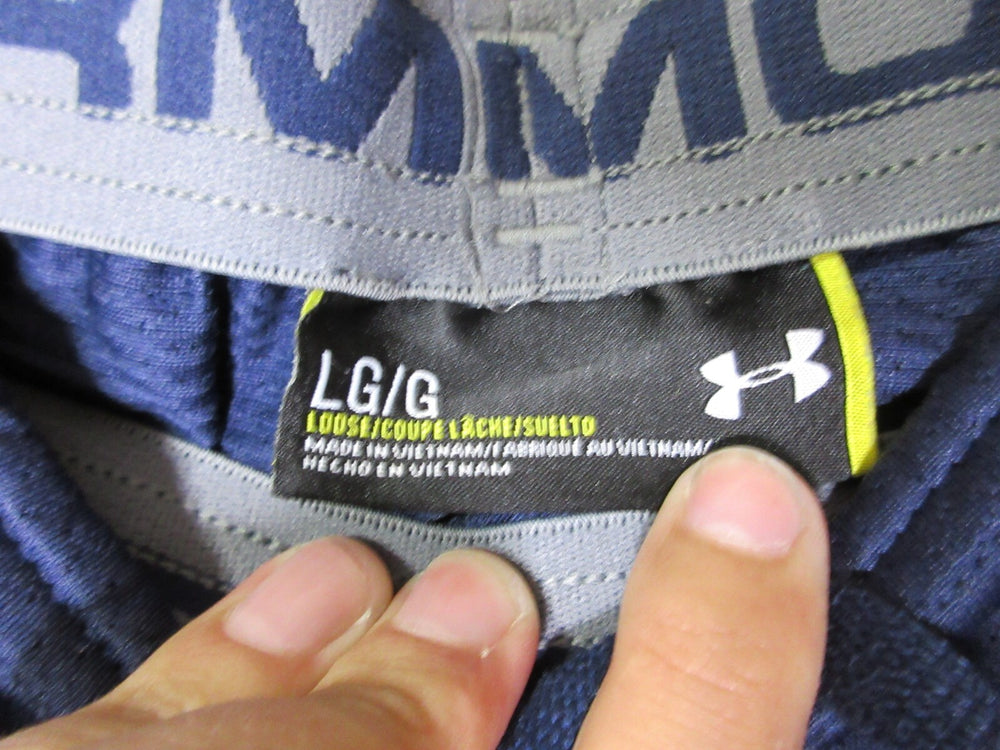 LG/G
LOOSE/COUPE LÂCHE/SUELTO
MADE IN VIETNAM/FABRIQUÉ AU VIETNAM/
HECHO EN VIETNAM